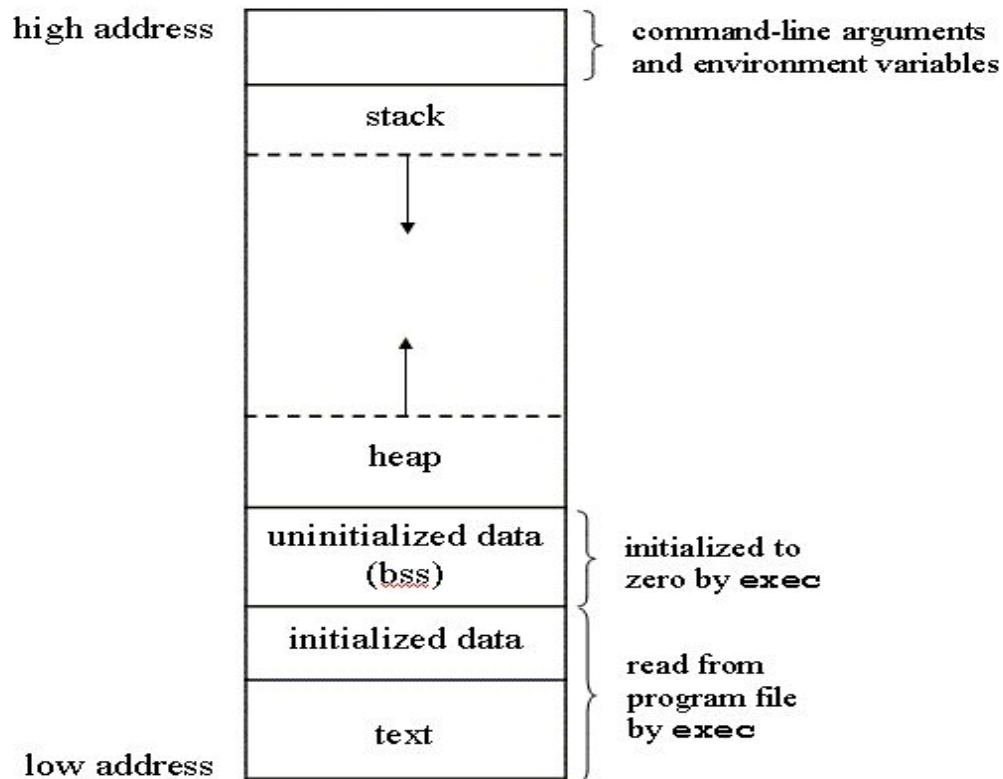 high address
command-line arguments
and environment variables
stack
heap
uninitialized data
(bss)
initialized to
zero by exec
initialized data
read from
program file
by exec
text
low address